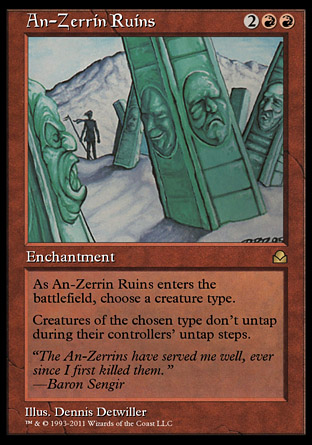 An-Zerrin Ruins 2
Enchantment
As An-Zerrin Ruins enters the
battlefield, choose a creature type.
Creatures of the chosen type don't untap
during their controllers' untap steps.
"The An-Zerrins have served me well, ever
since I first killed them."
—Baron Sengir
Illus. Dennis Detwiller
™ & © 1993-2011 Wizards of the Coast LLC